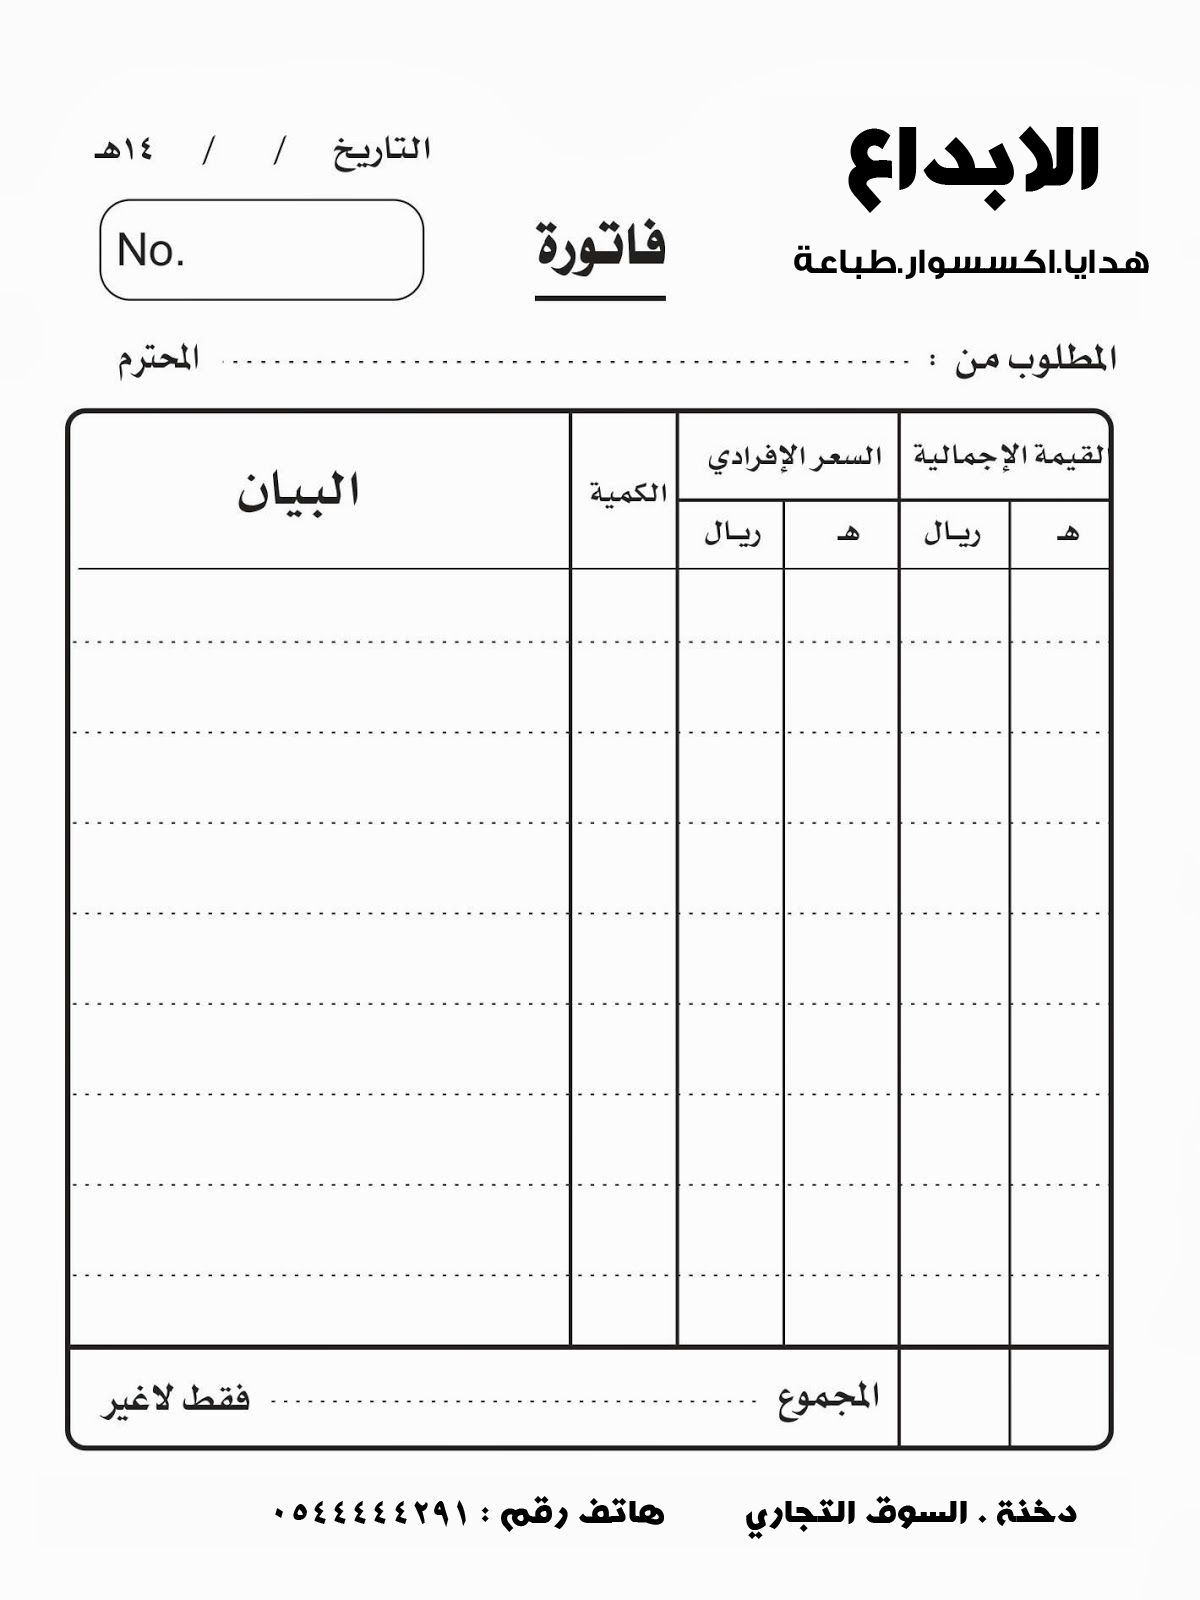 الابداع
هدايا.اكسسوار.طباعة
التاريخ / / ١٤هـ
No.
فاتورة
المطلوب من : المحترم
القيمة الإجمالية السعر الإفرادي الكمية البيان
هـ ريال هـ ريال
المجموع فقط لاغير
دخنة . السوق التجاري هاتف رقم : ٠٥٤٤٤٤٤٢٩١